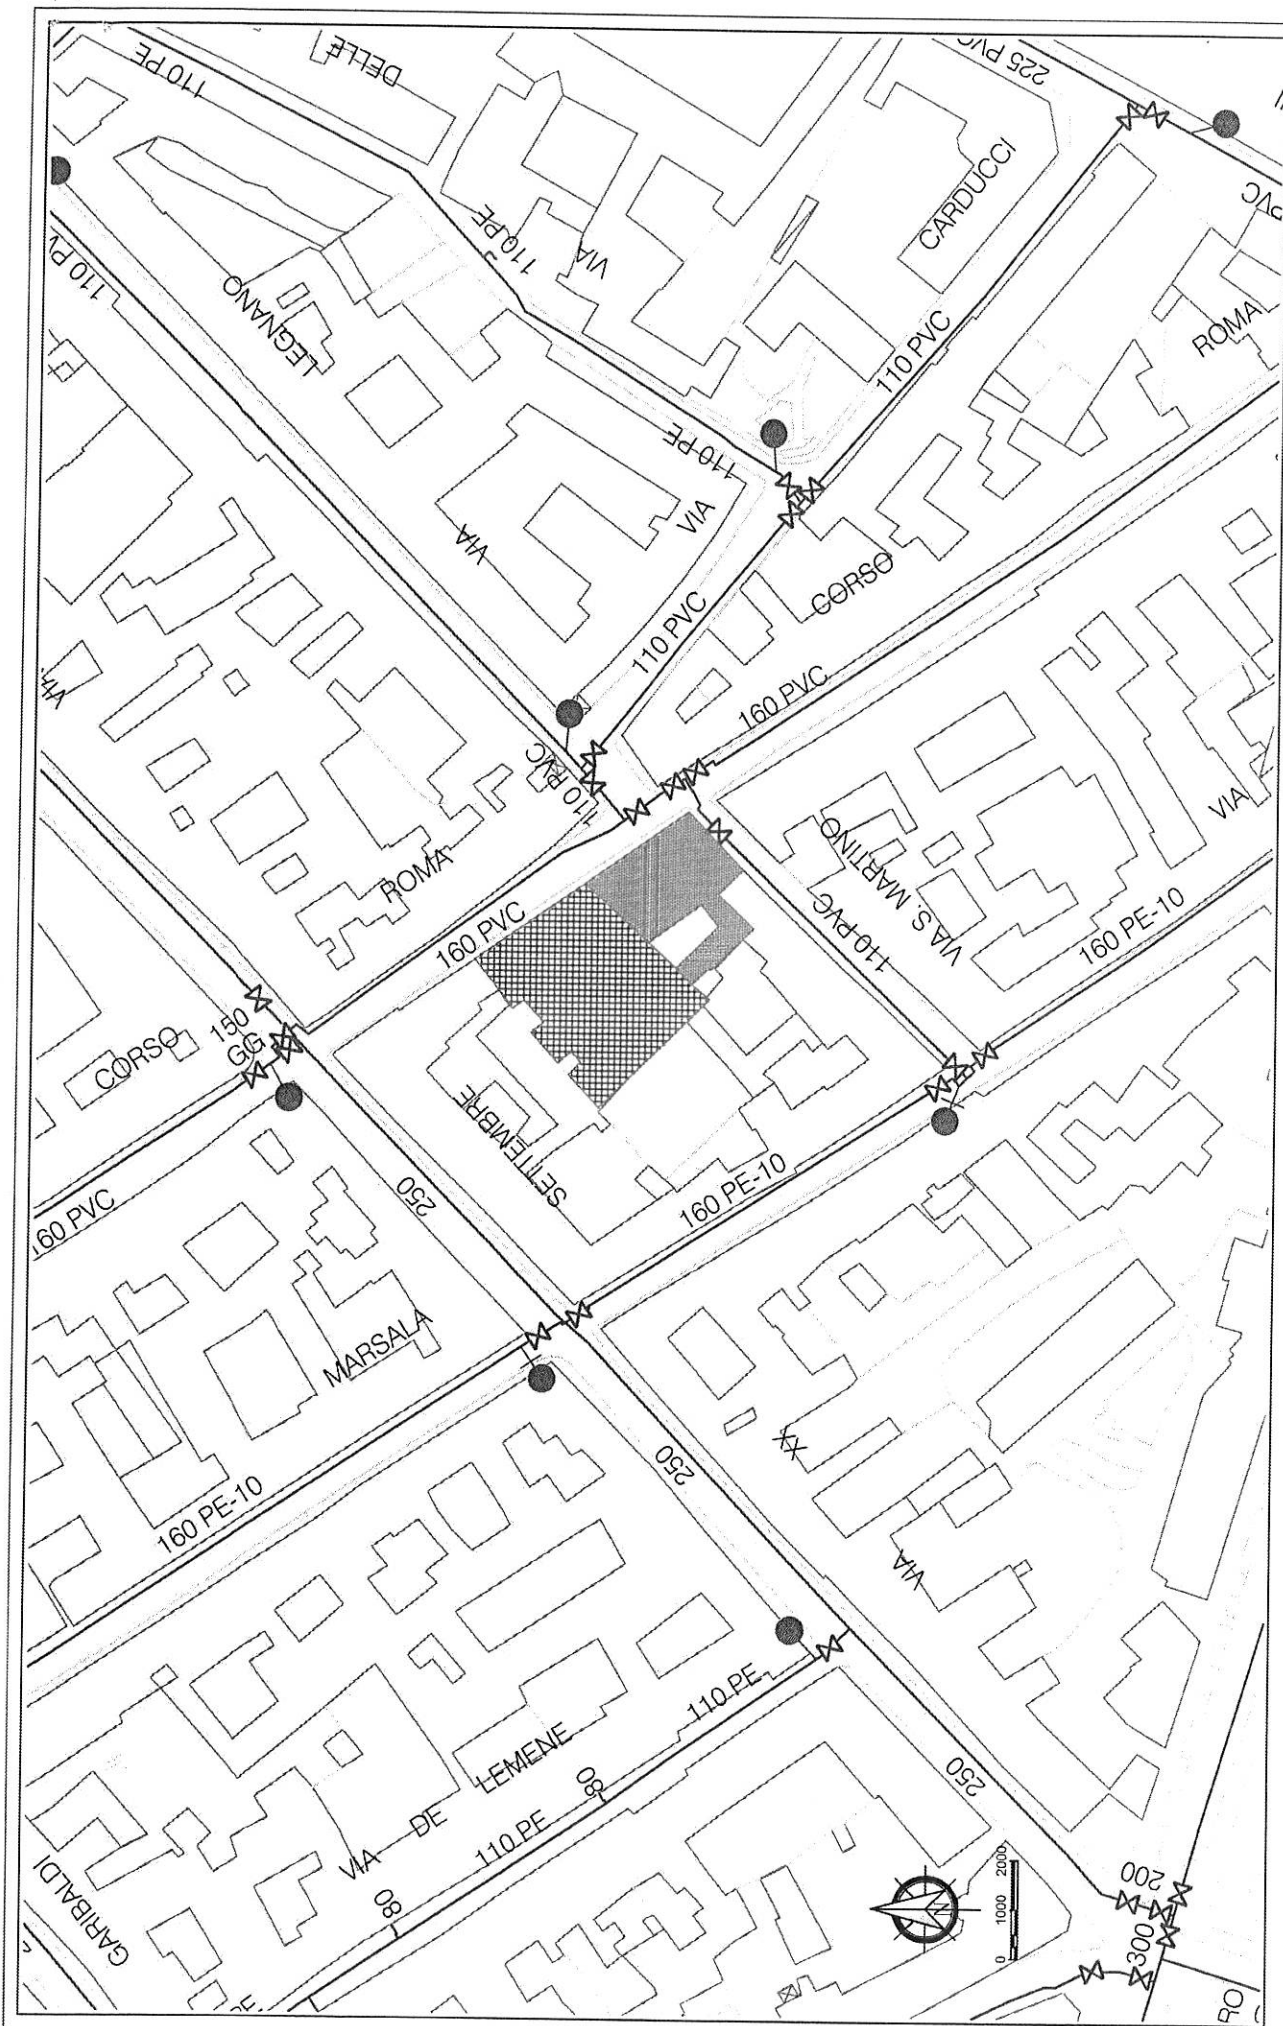 DELLE
225 PVC
110 PE
CARDUCCI
PVC
110 PE
VIA
LEGNANO
ROMA
110 PVC
110 PE
VIA
VIA
CORSO
110 PVC
160 PVC
110 PVC
VIA
ROMA
VIA S. MARTINO
160 PVC
110 PVC
160 PE-10
150
GG
CORSO
SETTEMBRE
250
160 PE-10
160 PVC
MARSALA
XX
250
160 PE-10
VIA
110 PE
LEMENE
80
DE
250
110 PE
VIA
GARIBALDI
80
N
0 1000 2000
200
300
RO